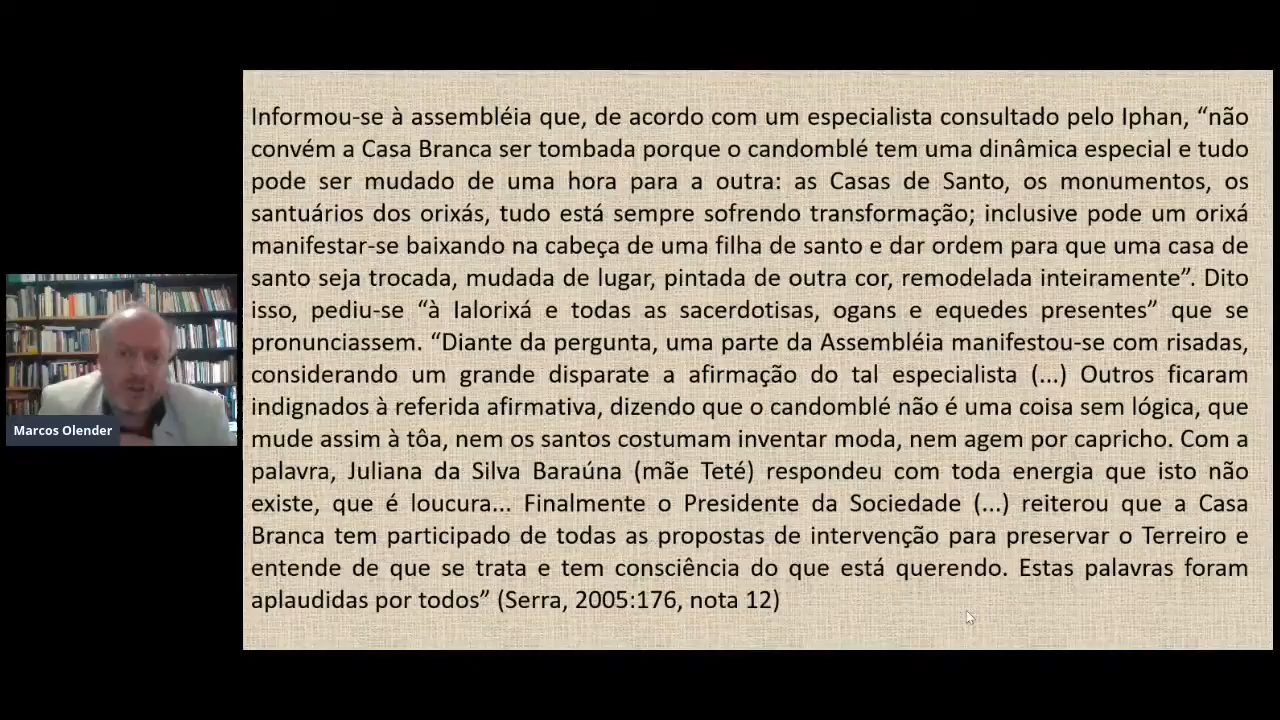 Informou-se à assembléia que, de acordo com um especialista consultado pelo Iphan, “não
convém a Casa Branca ser tombada porque o candomblé tem uma dinâmica especial e tudo
pode ser mudado de uma hora para a outra: as Casas de Santo, os monumentos, os
santuários dos orixás, tudo está sempre sofrendo transformação; inclusive pode um orixá
manifestar-se baixando na cabeça de uma filha de santo e dar ordem para que uma casa de
santo seja trocada, mudada de lugar, pintada de outra cor, remodelada inteiramente”. Dito
isso, pediu-se “à Ialorixá e todas as sacerdotisas, ogans e equedes presentes” que se
pronunciassem. “Diante da pergunta, uma parte da Assembléia manifestou-se com risadas,
considerando um grande disparate a afirmação do tal especialista (...) Outros ficaram
indignados à referida afirmativa, dizendo que o candomblé não é uma coisa sem lógica, que
mude assim à tôa, nem os santos costumam inventar moda, nem agem por capricho. Com a
palavra, Juliana da Silva Baraúna (mãe Teté) respondeu com toda energia que isto não
existe, que é loucura... Finalmente o Presidente da Sociedade (...) reiterou que a Casa
Branca tem participado de todas as propostas de intervenção para preservar o Terreiro e
entende de que se trata e tem consciência do que está querendo. Estas palavras foram
aplaudidas por todos” (Serra, 2005:176, nota 12)
Marcos Olender